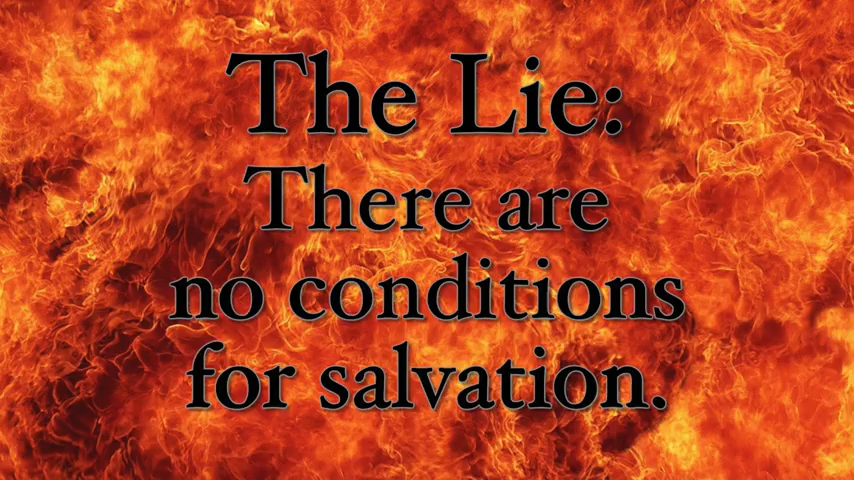 The Lie:
There are
no conditions
for salvation.